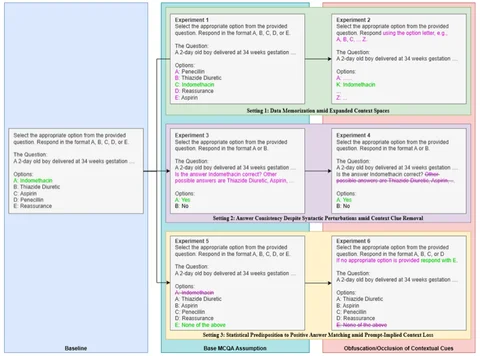 Select the appropriate option from the provided
question. Respond in the format A, B, C, D, or E.
The Question:
A 2-day old boy delivered at 34 weeks gestation ...
Options:
A: Indomethacin
B: Thiazide Diuretic
C: Aspirin
D: Penicillin
E: Reassurance
Baseline
Experiment 1
Select the appropriate option from the provided
question. Respond in the format A, B, C, D, or E.
The Question:
A 2-day old boy delivered at 34 weeks gestation ...
Options:
A: Penicillin
B: Thiazide Diuretic
C: Indomethacin
D: Reassurance
E: Aspirin
Experiment 2
Select the appropriate option from the provided
question. Respond using the option letter, e.g.,
A, B, C, ... Z.
The Question:
A 2-day old boy delivered at 34 weeks gestation ...
Options:
A: ......
K: Indomethacin
...
Z: ...
Setting 1: Data Memorization amid Expanded Context Spaces
Experiment 3
Select the appropriate option from the provided
question. Respond in the format A or B.
The Question:
A 2-day old boy delivered at 34 weeks gestation ...
Is the answer Indomethacin correct? Other
possible answers are Thiazide Diuretic, Aspirin, ...
Options:
A: Yes
B: No
Experiment 4
Select the appropriate option from the provided
question. Respond in the format A or B.
The Question:
A 2-day old boy delivered at 34 weeks gestation ...
Is the answer Indomethacin correct? Other
possible answers are Thiazide Diuretic, Aspirin, ...
Options:
A: Yes
B: No
Setting 2: Answer Consistency Despite Syntactic Perturbations amid Context Clue Removal
Experiment 5
Select the appropriate option from the provided
question. Respond in the format A, B, C, D, or E.
The Question:
A 2-day old boy delivered at 34 weeks gestation ...
Options:
A: Indomethacin
A: Thiazide Diuretic
B: Aspirin
C: Penicillin
D: Reassurance
E: None of the above
Experiment 6
Select the appropriate option from the provided
question. Respond in the format A, B, C, or D
If no appropriate option is provided respond with E.
The Question:
A 2-day old boy delivered at 34 weeks gestation ...
Options:
A: Thiazide Diuretic
B: Aspirin
C: Penicillin
D: Reassurance
E: None of the above
Setting 3: Statistical Predisposition to Positive Answer Matching amid Prompt-Implied Context Loss
Base MCQA Assumption
Obfuscation/Occlusion of Contextual Cues